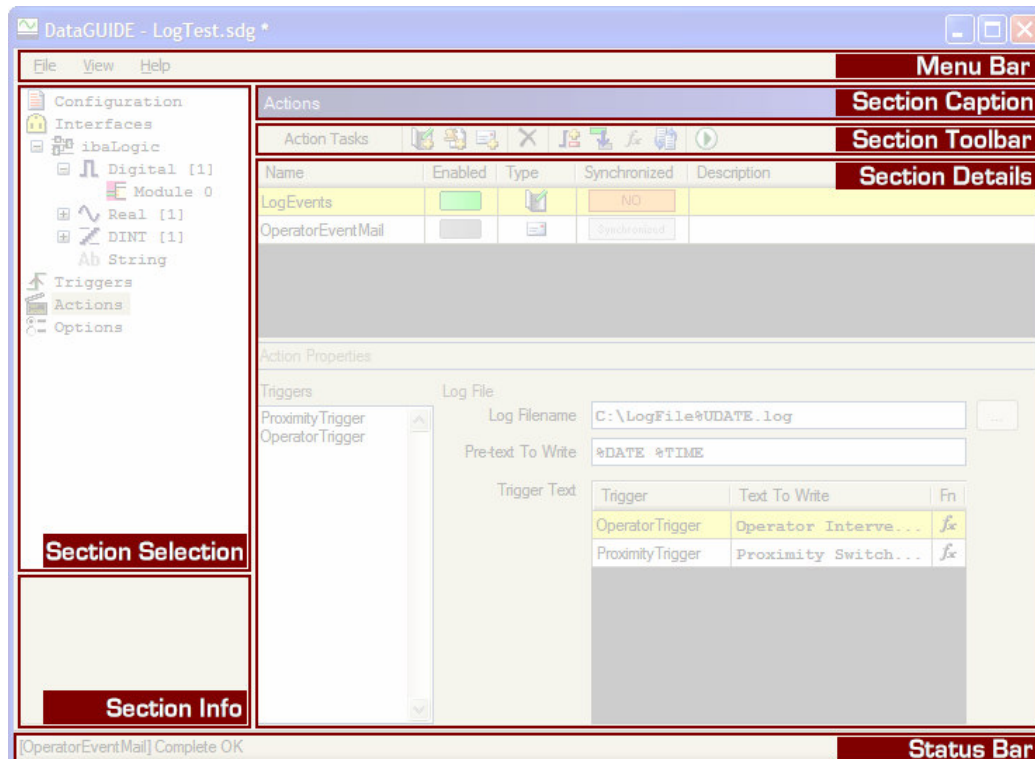 DataGUIDE - LogTest.sdg *
File View Help
Menu Bar
Configuration
Interfaces
ibaLogic
Digital [1]
Module 0
Real [1]
DINT [1]
Ab String
Triggers
Actions
Options
Section Selection
Section Info
Actions
Section Caption
Action Tasks
fx
Section Toolbar
Name Enabled Type Synchronized Description
Section Details
LogEvents NO
OperatorEventMail Synchronized
Action Properties
Triggers
ProximityTrigger
OperatorTrigger
Log File
Log Filename C:\LogFile%UDATE.log ...
Pre-text To Write %DATE %TIME
Trigger Text
Trigger Text To Write Fn
OperatorTrigger Operator Interve... fx
ProximityTrigger Proximity Switch... fx
[OperatorEventMail] Complete OK
Status Bar